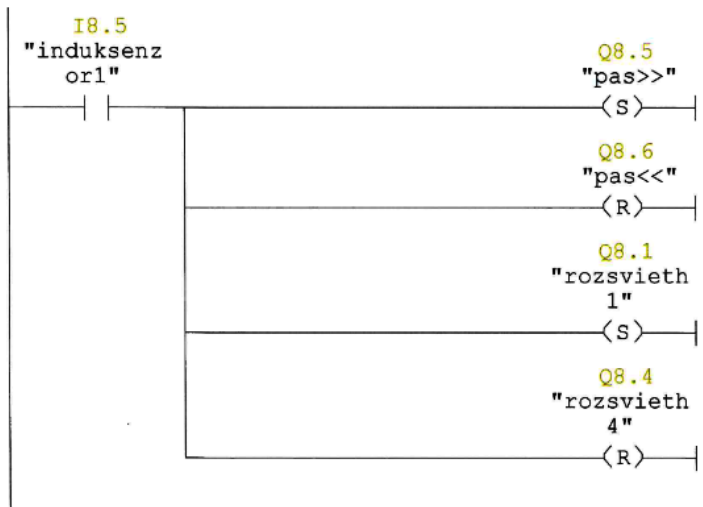 I8.5
"induksenz
or1"
Q8.5
"pas>>"
(S)
Q8.6
"pas<<"
(R)
Q8.1
"rozsvieth
1"
(S)
Q8.4
"rozsvieth
4"
(R)